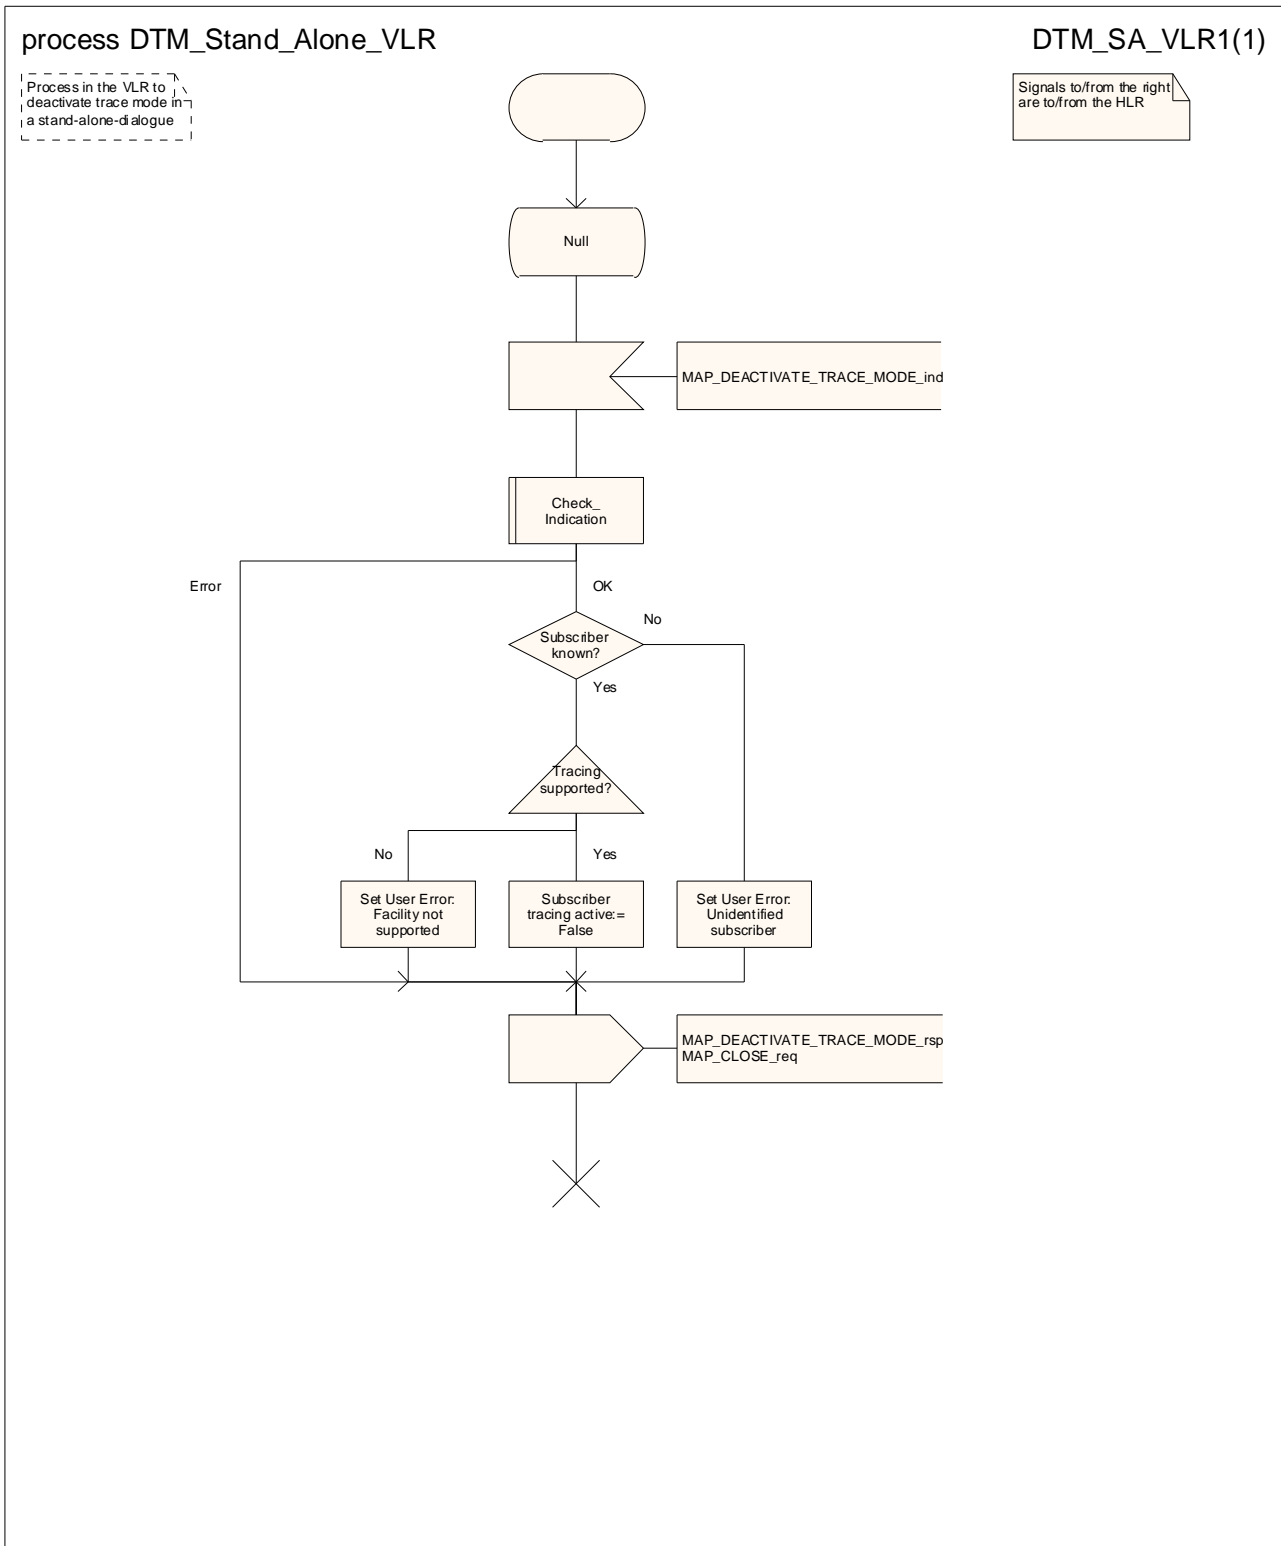 process DTM_Stand_Alone_VLR
DTM_SA_VLR1(1)
Process in the VLR to
deactivate trace mode in
a stand-alone-dialogue
Signals to/from the right
are to/from the HLR
Null
MAP_DEACTIVATE_TRACE_MODE_ind
Check_
Indication
Error
OK
No
Subscriber
known?
Yes
Tracing
supported?
No
Yes
Set User Error:
Facility not
supported
Subscriber
tracing active:=
False
Set User Error:
Unidentified
subscriber
MAP_DEACTIVATE_TRACE_MODE_rsp
MAP_CLOSE_req